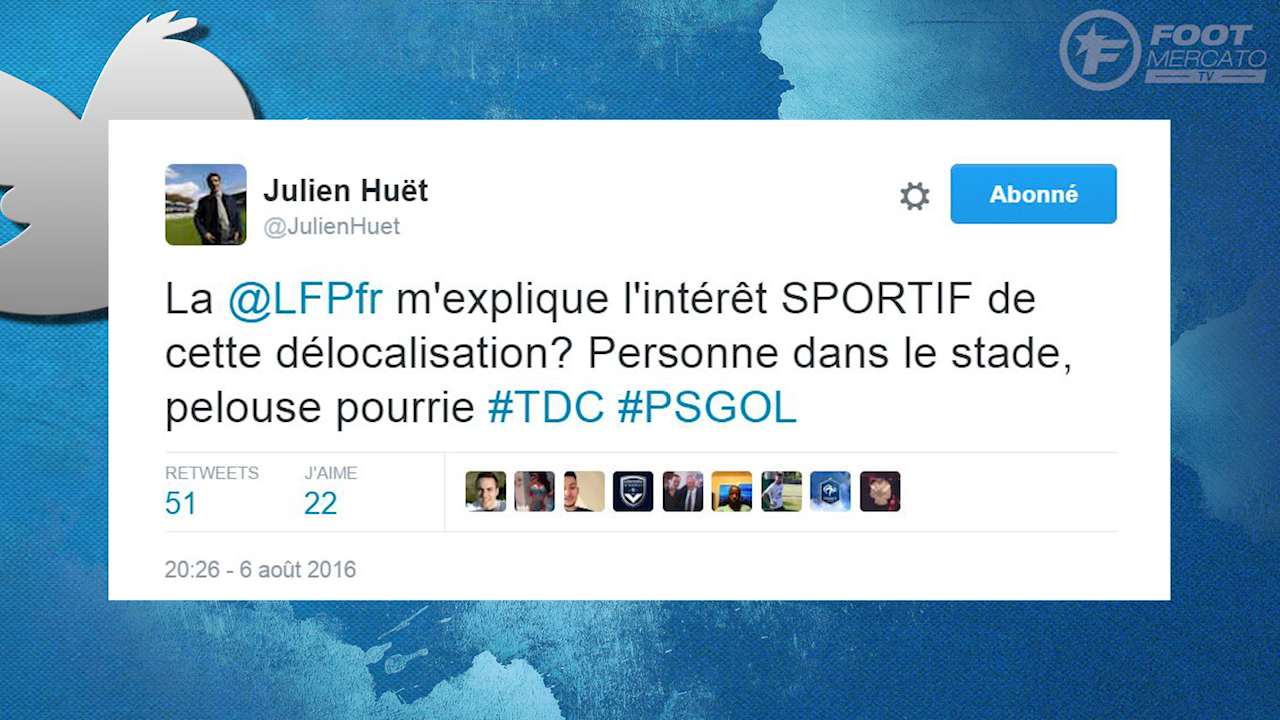 FOOT
MERCATO
TV
Julien Huët
@JulienHuet
Abonné
La @LFPfr m'explique l'intérêt SPORTIF de
cette délocalisation? Personne dans le stade,
pelouse pourrie #TDC #PSGOL
RETWEETS J'AIME
51 22
20:26 - 6 août 2016